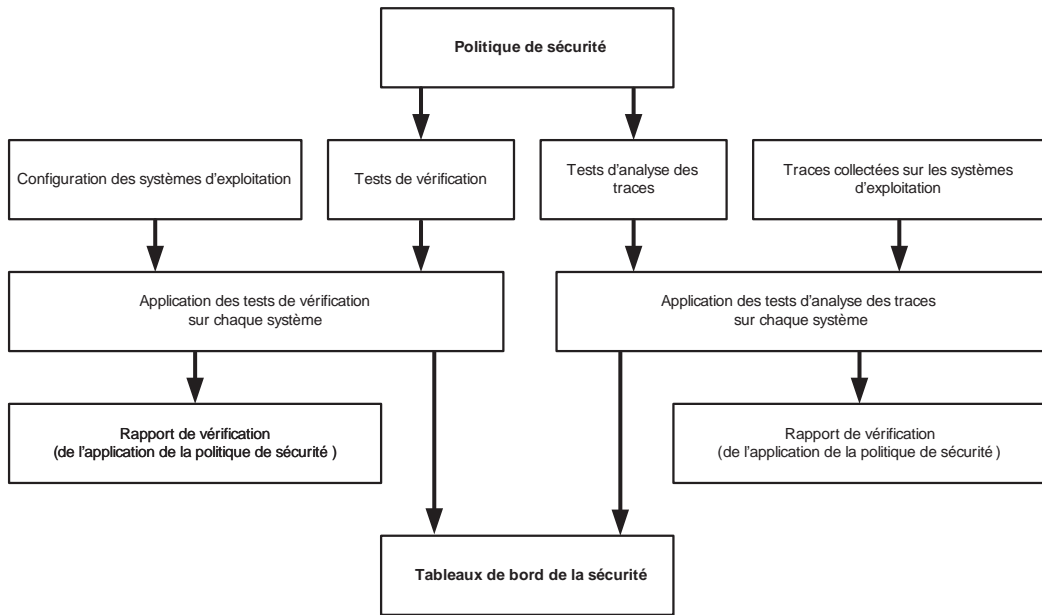 Politique de sécurité
Configuration des systèmes d'exploitation
Tests de vérification
Tests d'analyse des
traces
Traces collectées sur les systèmes
d'exploitation
Application des tests de vérification
sur chaque système
Application des tests d'analyse des traces
sur chaque système
Rapport de vérification
(de l'application de la politique de sécurité )
Rapport de vérification
(de l'application de la politique de sécurité )
Tableaux de bord de la sécurité